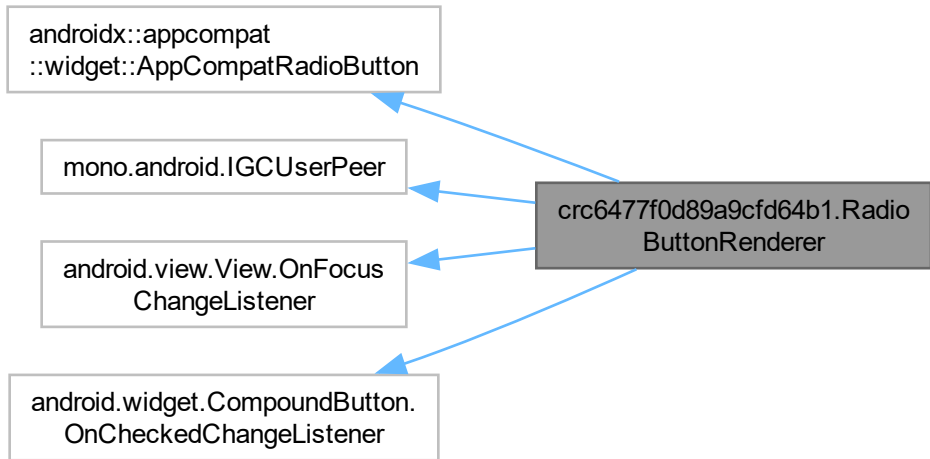 androidx::appcompat
::widget::AppCompatRadioButton
mono.android.IGCUserPeer
android.view.View.OnFocus
ChangeListener
android.widget.CompoundButton.
OnCheckedChangeListener
crc6477f0d89a9cfd64b1.Radio
ButtonRenderer